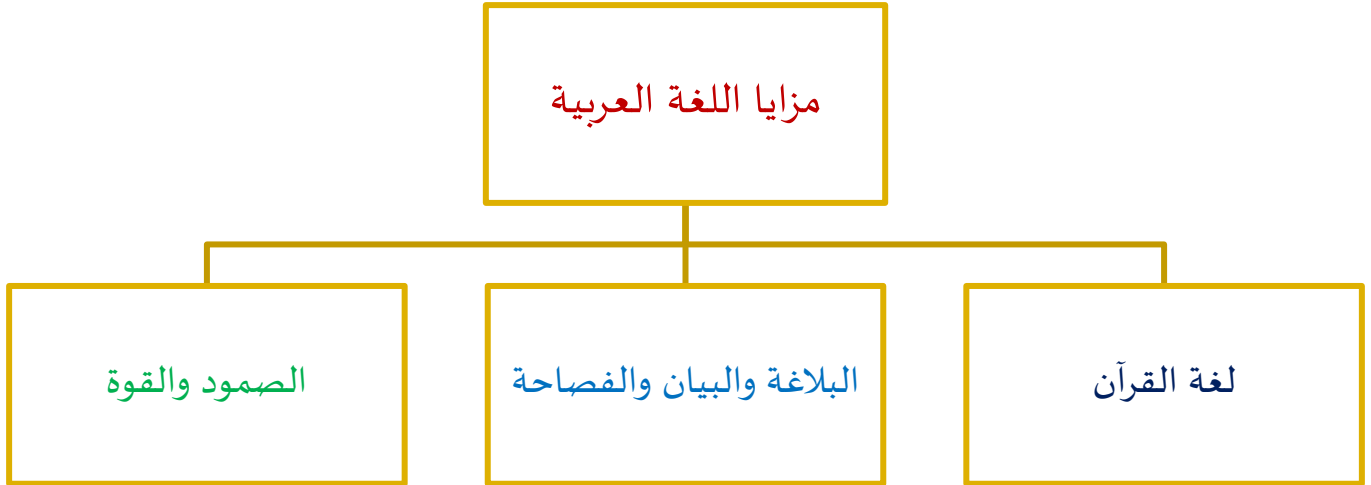 مزايا اللغة العربية
لغة القرآن
البلاغة والبيان والفصاحة
الصمود والقوة